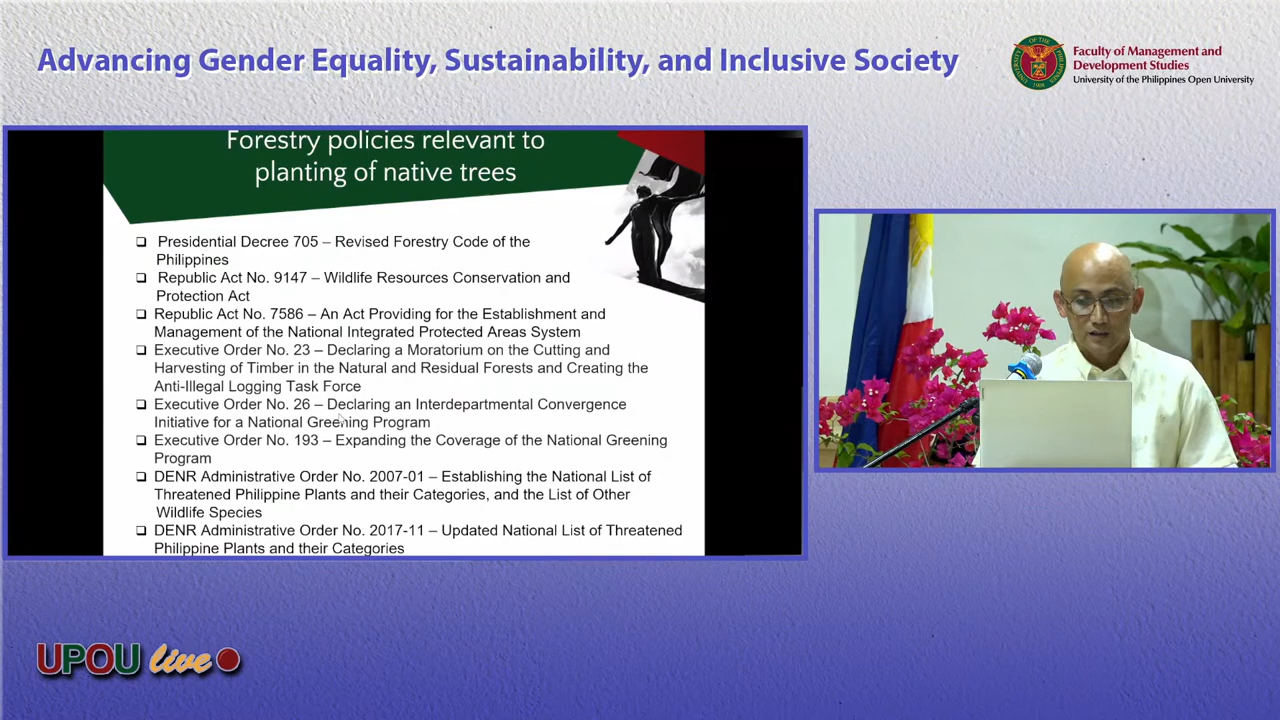 Advancing Gender Equality, Sustainability, and Inclusive Society
Faculty of Management and
Development Studies
University of the Philippines Open University
Forestry policies relevant to
planting of native trees
❑ Presidential Decree 705 – Revised Forestry Code of the
Philippines
❑ Republic Act No. 9147 – Wildlife Resources Conservation and
Protection Act
❑ Republic Act No. 7586 – An Act Providing for the Establishment and
Management of the National Integrated Protected Areas System
❑ Executive Order No. 23 – Declaring a Moratorium on the Cutting and
Harvesting of Timber in the Natural and Residual Forests and Creating the
Anti-Illegal Logging Task Force
❑ Executive Order No. 26 – Declaring an Interdepartmental Convergence
Initiative for a National Greening Program
❑ Executive Order No. 193 – Expanding the Coverage of the National Greening
Program
❑ DENR Administrative Order No. 2007-01 – Establishing the National List of
Threatened Philippine Plants and their Categories, and the List of Other
Wildlife Species
❑ DENR Administrative Order No. 2017-11 – Updated National List of Threatened
Philippine Plants and their Categories
UPOU live